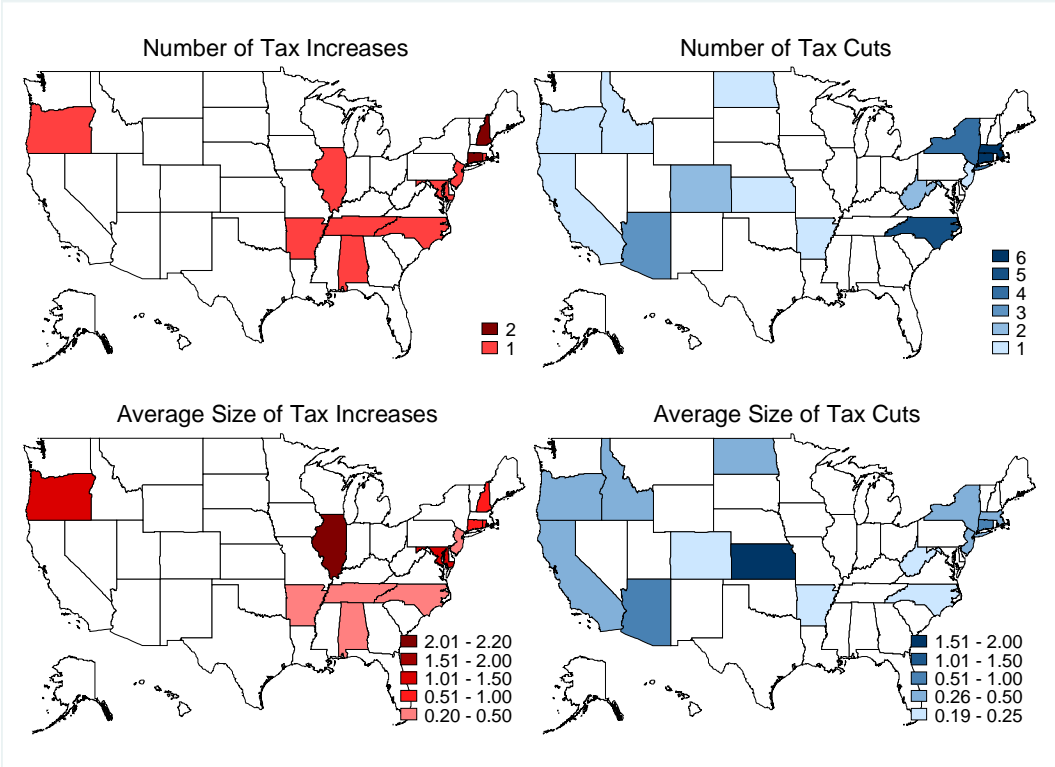 Number of Tax Increases
2
1
Number of Tax Cuts
6
5
4
3
2
1
Average Size of Tax Increases
2.01 - 2.20
1.51 - 2.00
1.01 - 1.50
0.51 - 1.00
0.20 - 0.50
Average Size of Tax Cuts
1.51 - 2.00
1.01 - 1.50
0.51 - 1.00
0.26 - 0.50
0.19 - 0.25